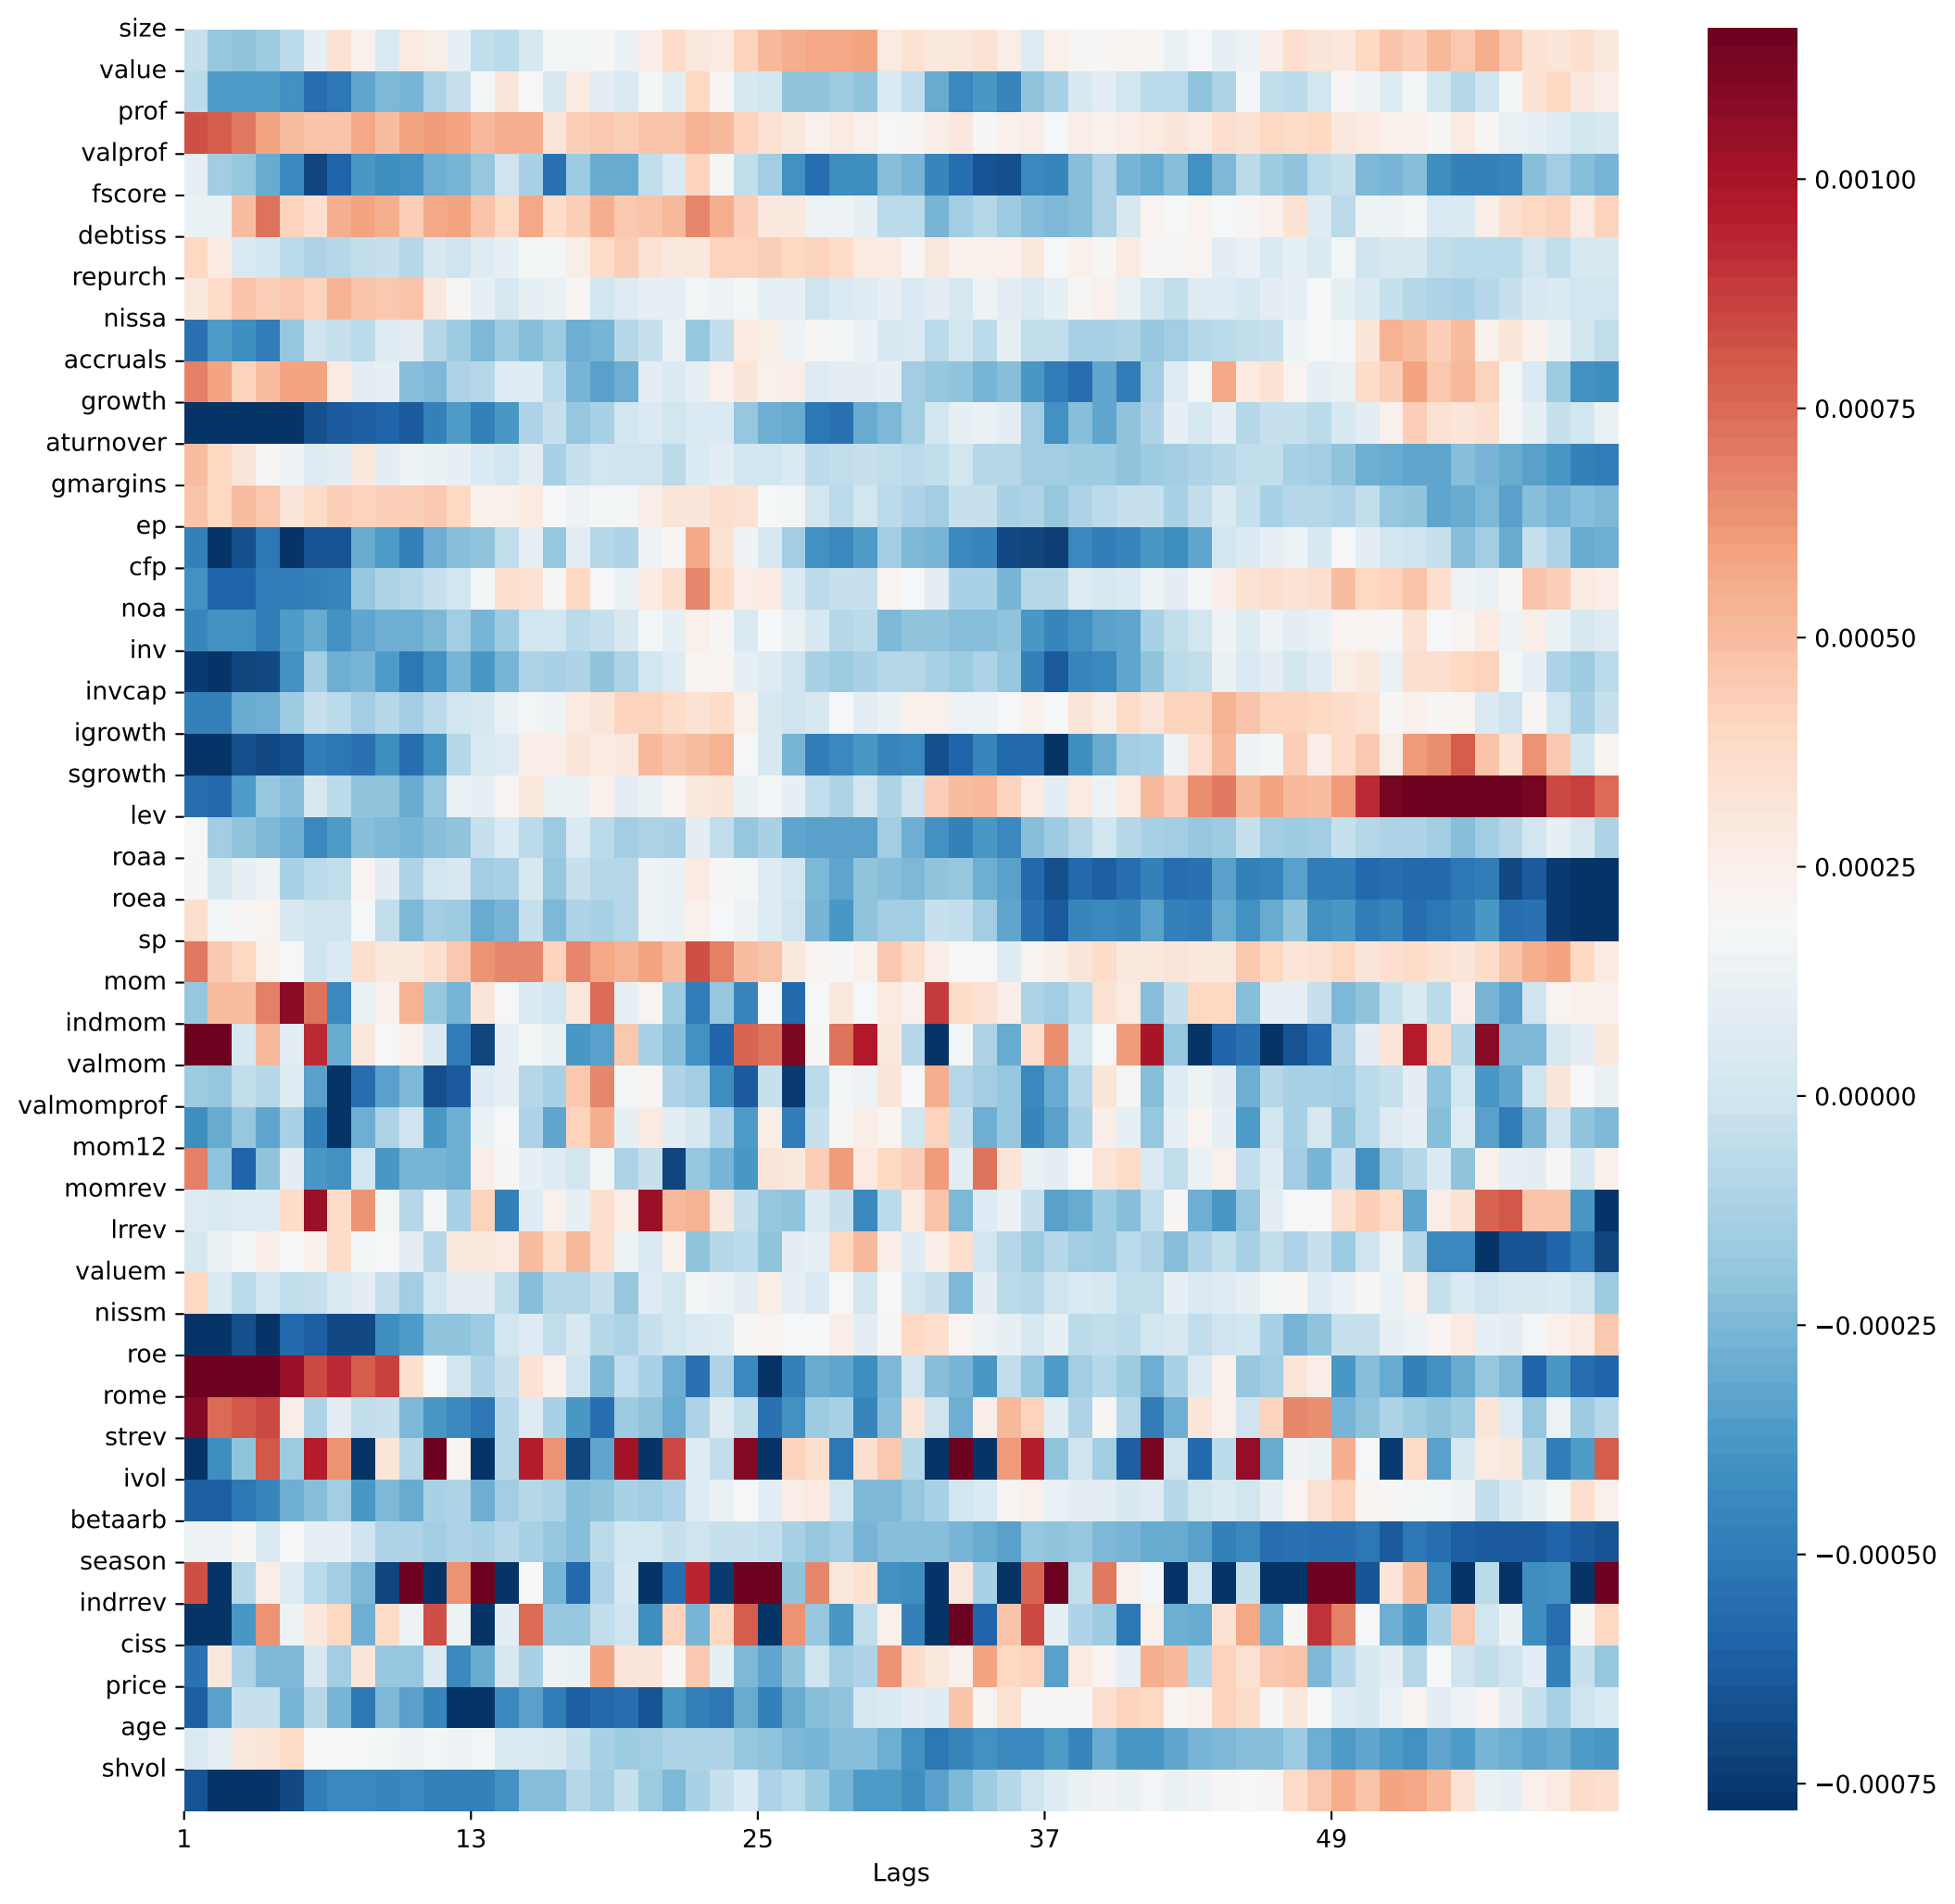 size
value
prof
valprof
fscore
debtiss
repurch
nissa
accruals
growth
aturnover
gmargins
ep
cfp
noa
inv
invcap
igrowth
sgrowth
lev
roaa
roea
sp
mom
indmom
valmom
valmomprof
mom12
momrev
lrrev
valuem
nissm
roe
rome
strev
ivol
betaarb
season
indrrev
ciss
price
age
shvol
1 13 25 37 49
Lags
0.00100
0.00075
0.00050
0.00025
0.00000
−0.00025
−0.00050
−0.00075